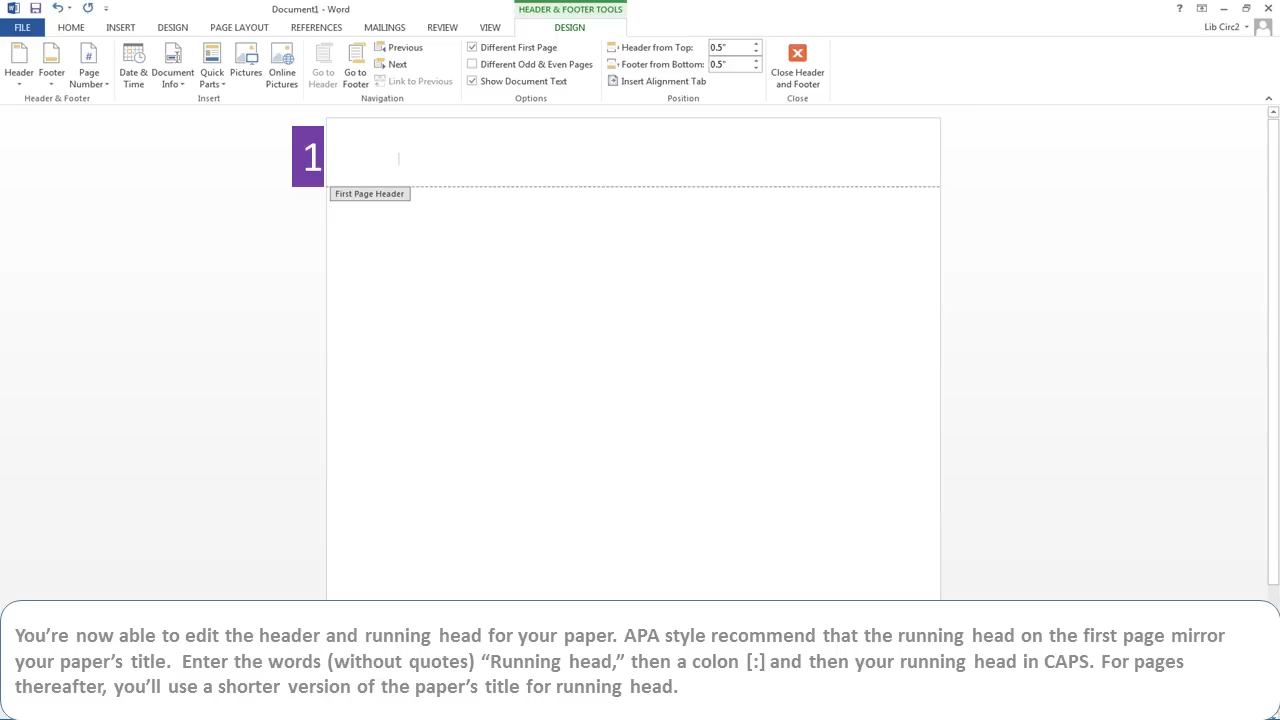 Document1 - Word
HEADER & FOOTER TOOLS
Lib Circ2
FILE HOME INSERT DESIGN PAGE LAYOUT REFERENCES MAILINGS REVIEW VIEW DESIGN
Header
Footer
Page Number
Header & Footer
Date & Time
Document Info
Quick Parts
Pictures
Online Pictures
Insert
Go to Header
Go to Footer
Previous
Next
Link to Previous
Navigation
Different First Page
Different Odd & Even Pages
Show Document Text
Options
Header from Top: 0.5"
Footer from Bottom: 0.5"
Insert Alignment Tab
Position
Close Header and Footer
Close
1
First Page Header
You’re now able to edit the header and running head for your paper. APA style recommend that the running head on the first page mirror
your paper’s title. Enter the words (without quotes) “Running head,” then a colon [:] and then your running head in CAPS. For pages
thereafter, you’ll use a shorter version of the paper’s title for running head.